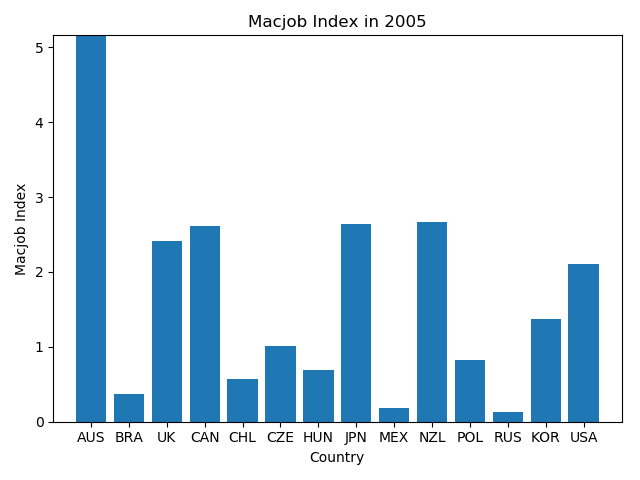 Macjob Index in 2005
5
4
3
2
1
0
Macjob Index
AUS BRA UK CAN CHL CZE HUN JPN MEX NZL POL RUS KOR USA
Country